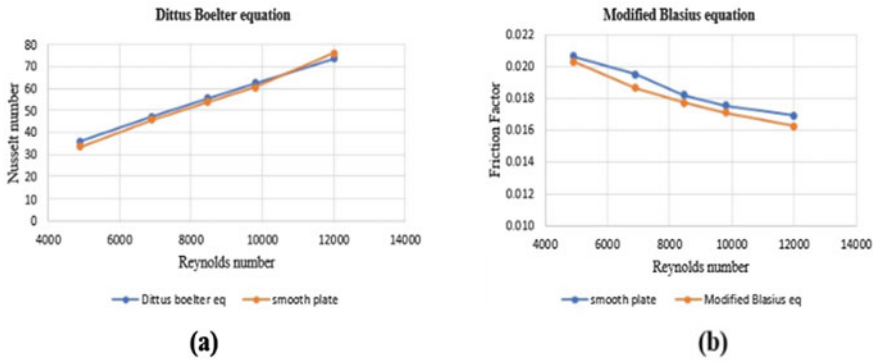 Dittus Boelter equation
Nusselt number
80
70
60
50
40
30
20
10
0
4000 6000 8000 10000 12000 14000
Reynolds number
Dittus boelter eq smooth plate
(a)
Modified Blasius equation
Friction Factor
0.022
0.020
0.018
0.016
0.014
0.012
0.010
4000 6000 8000 10000 12000 14000
Reynolds number
smooth plate Modified Blasius eq
(b)